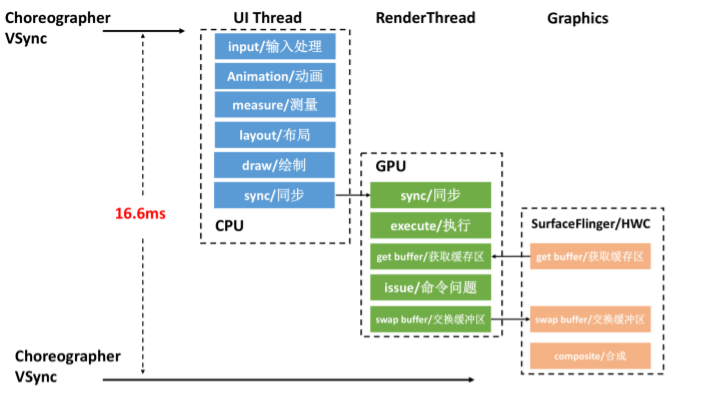 Choreographer
VSync
UI Thread
RenderThread
Graphics
input/输入处理
Animation/动画
measure/测量
layout/布局
draw/绘制
sync/同步
CPU
16.6ms
GPU
sync/同步
execute/执行
get buffer/获取缓存区
issue/命令问题
swap buffer/交换缓冲区
SurfaceFlinger/HWC
get buffer/获取缓存区
swap buffer/交换缓冲区
composite/合成
Choreographer
VSync